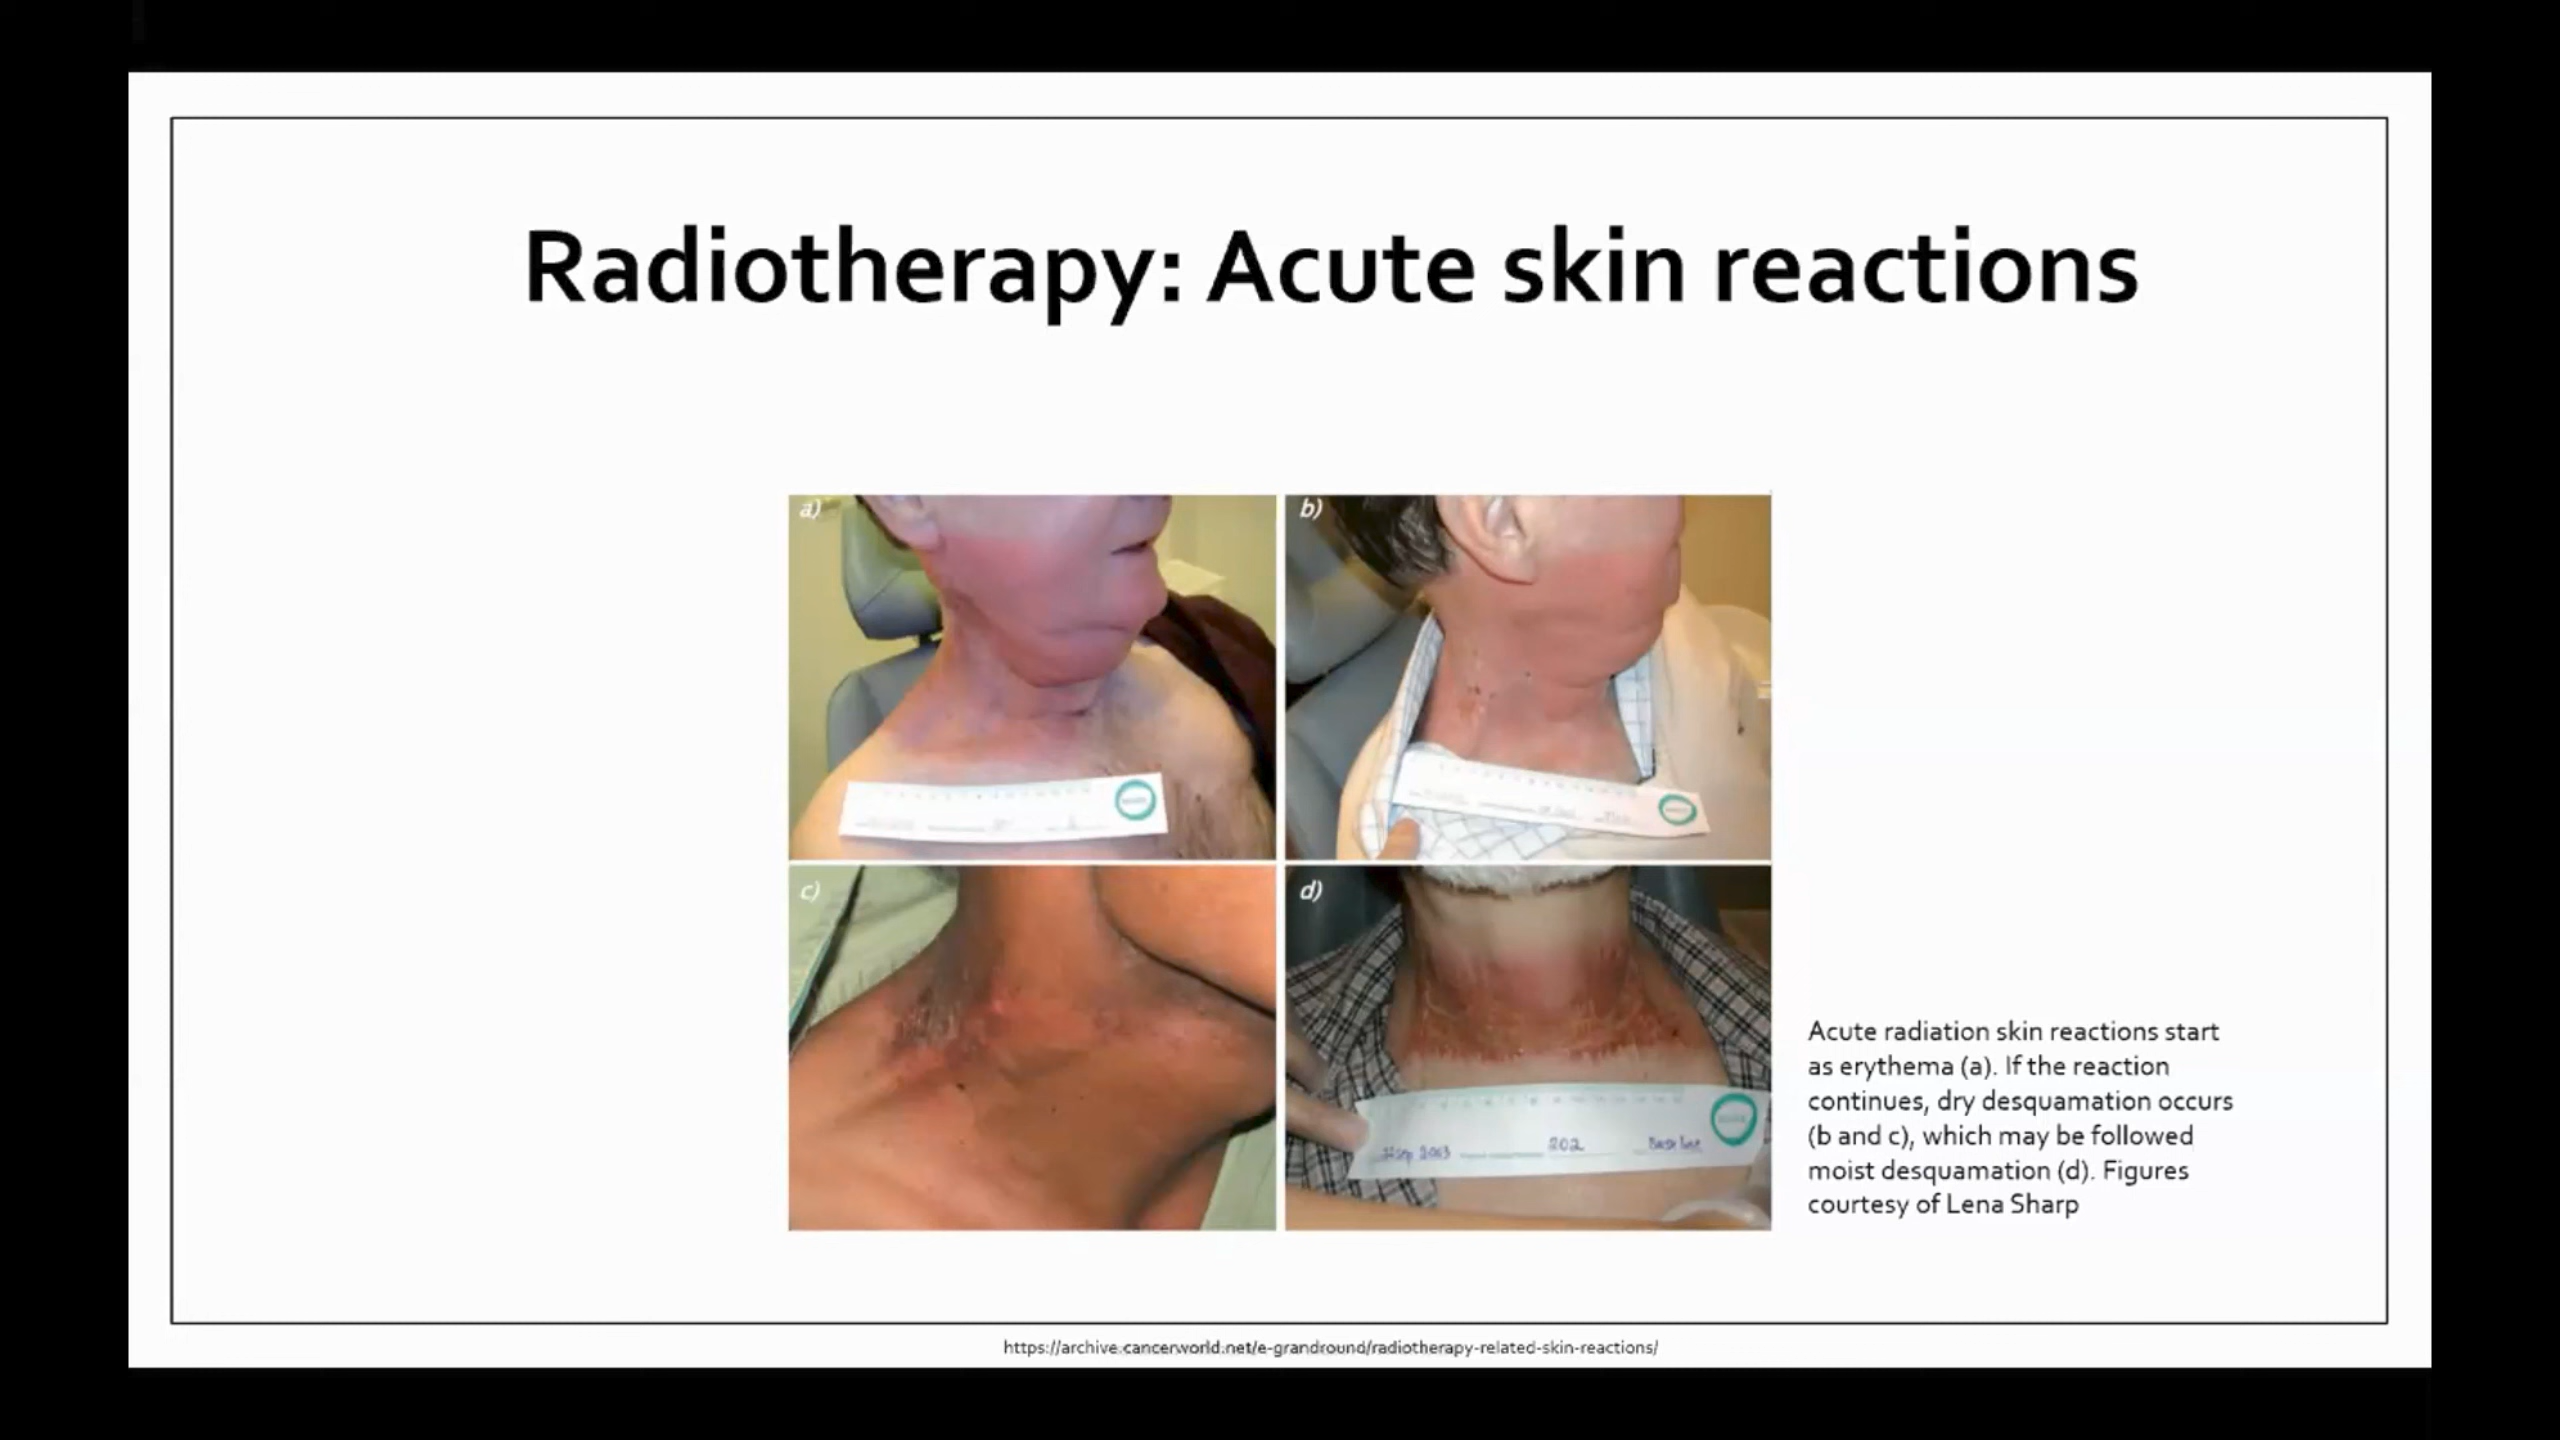 Radiotherapy: Acute skin reactions
a)
b)
c)
d)
202
Acute radiation skin reactions start
as erythema (a). If the reaction
continues, dry desquamation occurs
(b and c), which may be followed
moist desquamation (d). Figures
courtesy of Lena Sharp
https://archive.cancerworld.net/e-grandround/radiotherapy-related-skin-reactions/